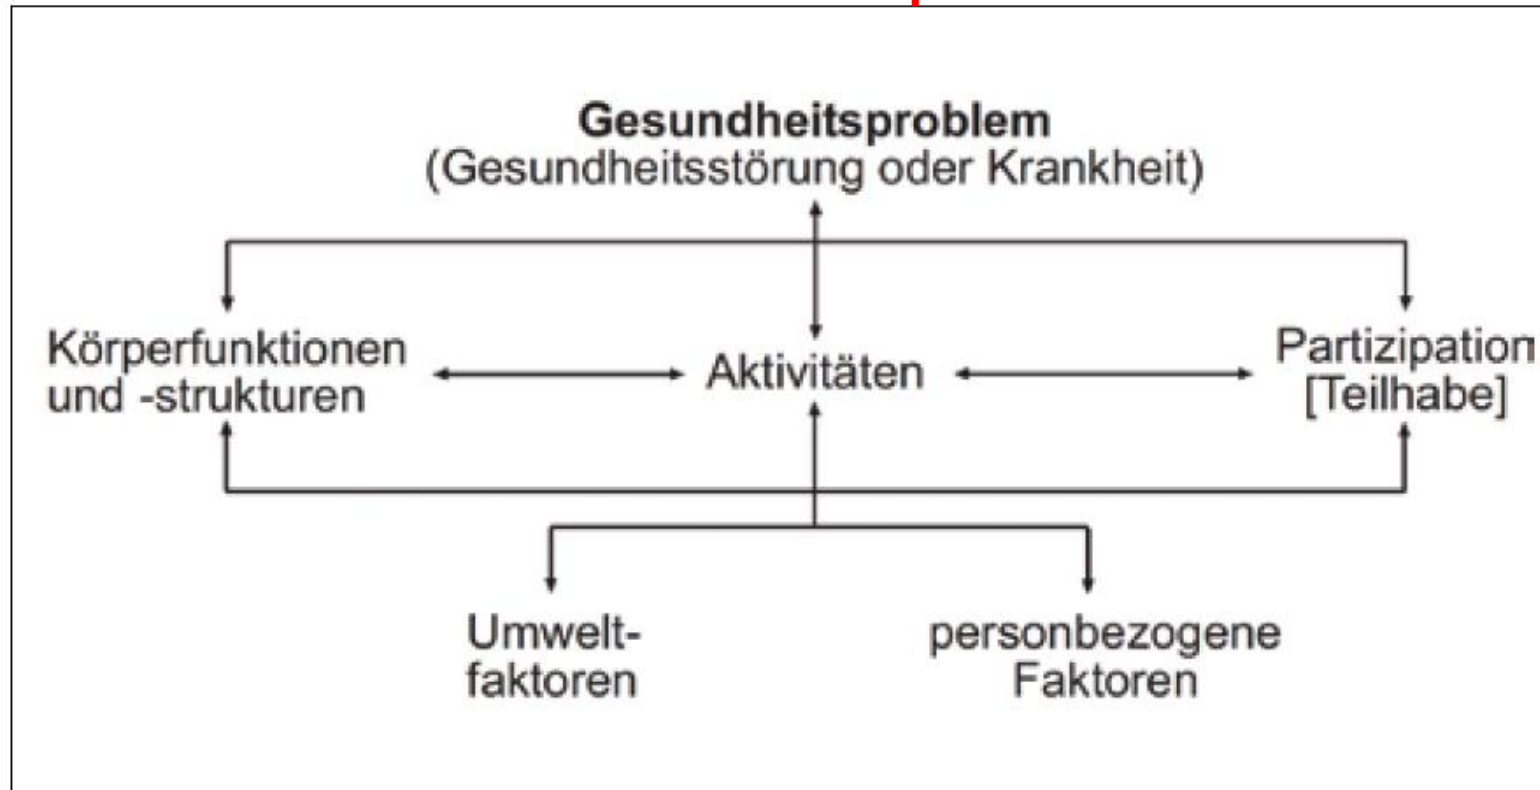 Gesundheitsproblem
(Gesundheitsstörung oder Krankheit)
Körperfunktionen
und -strukturen
Aktivitäten
Partizipation
[Teilhabe]
Umwelt-
faktoren
personbezogene
Faktoren